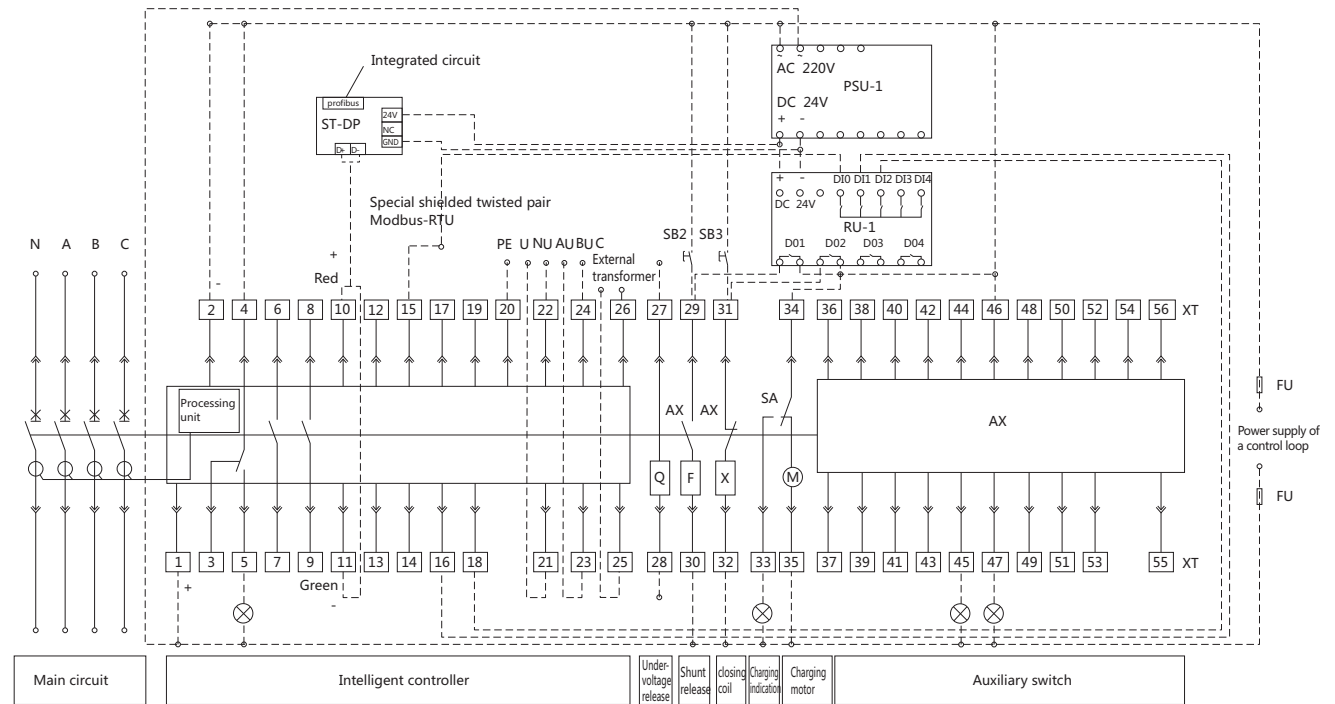 Integrated circuit
profibus
ST-DP
24V
NC
GND
D+ D-
AC 220V
PSU-1
DC 24V
+ -
~ ~
+ - DI0 DI1 DI2 DI3 DI4
DC 24V
RU-1
D01 D02 D03 D04
Special shielded twisted pair
Modbus-RTU
N A B C
+
Red
-
PE U NU AU BU C
External
transformer
SB2 SB3
2 4 6 8 10 12 15 17 19 20 22 24 26 27 29 31 34 36 38 40 42 44 46 48 50 52 54 56 XT
Processing
unit
AX AX
SA
AX
Q F X M
FU
Power supply of
a control loop
FU
1 3 5 7 9 11 13 14 16 18 21 23 25 28 30 32 33 35 37 39 41 43 45 47 49 51 53 55 XT
+
Green
-
Main circuit
Intelligent controller
Under-
voltage
release
Shunt
release
closing
coil
Charging
indication
Charging
motor
Auxiliary switch